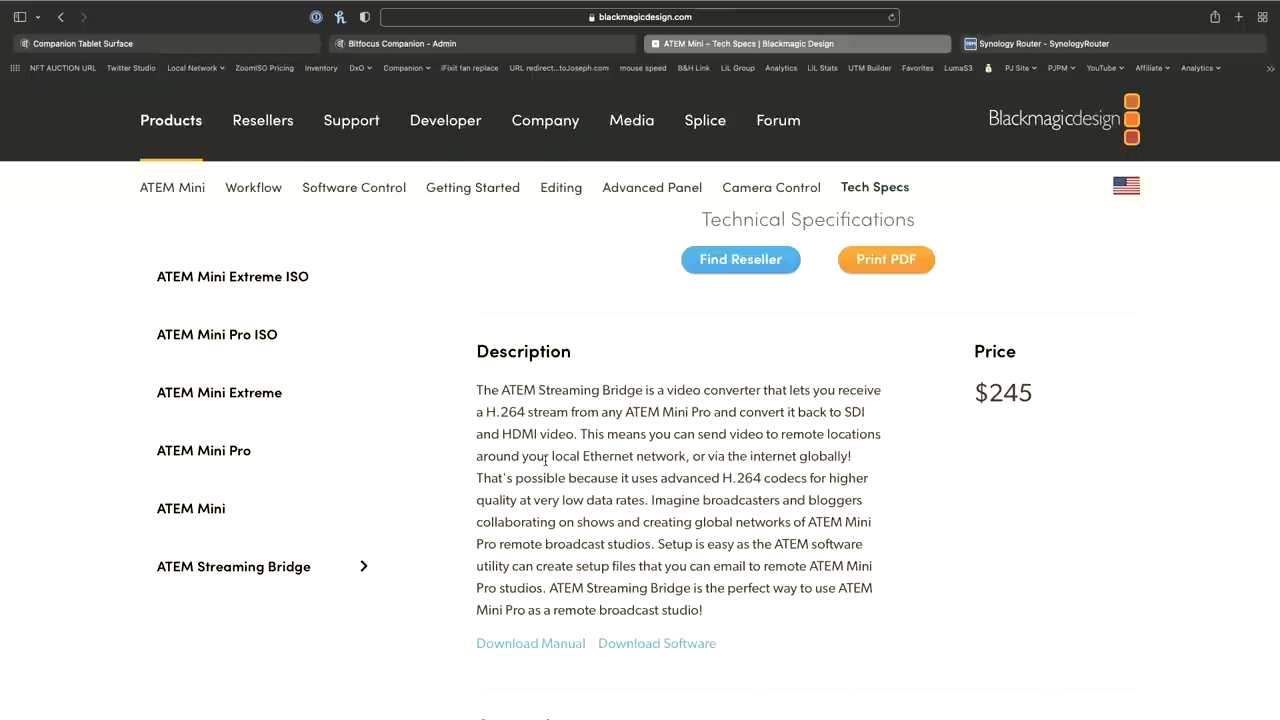 blackmagicdesign.com
Companion Tablet Surface
Bitfocus Companion - Admin
ATEM Mini – Tech Specs | Blackmagic Design
Synology Router - SynologyRouter
NFT AUCTION URL Twitter Studio Local Network ZoomISO Pricing Inventory DxO Companion iFixit fan replace URL redirect...toJoseph.com mouse speed B&H Link LiL Group Analytics LiL Stats UTM Builder Favorites LumaS3 PJ Site PJPM YouTube Affiliate Analytics
Products Resellers Support Developer Company Media Splice Forum
Blackmagicdesign
ATEM Mini Workflow Software Control Getting Started Editing Advanced Panel Camera Control Tech Specs
Technical Specifications
Find Reseller Print PDF
ATEM Mini Extreme ISO
ATEM Mini Pro ISO
ATEM Mini Extreme
ATEM Mini Pro
ATEM Mini
ATEM Streaming Bridge
Description
The ATEM Streaming Bridge is a video converter that lets you receive
a H.264 stream from any ATEM Mini Pro and convert it back to SDI
and HDMI video. This means you can send video to remote locations
around your local Ethernet network, or via the internet globally!
That's possible because it uses advanced H.264 codecs for higher
quality at very low data rates. Imagine broadcasters and bloggers
collaborating on shows and creating global networks of ATEM Mini
Pro remote broadcast studios. Setup is easy as the ATEM software
utility can create setup files that you can email to remote ATEM Mini
Pro studios. ATEM Streaming Bridge is the perfect way to use ATEM
Mini Pro as a remote broadcast studio!
Download Manual Download Software
Price
$245